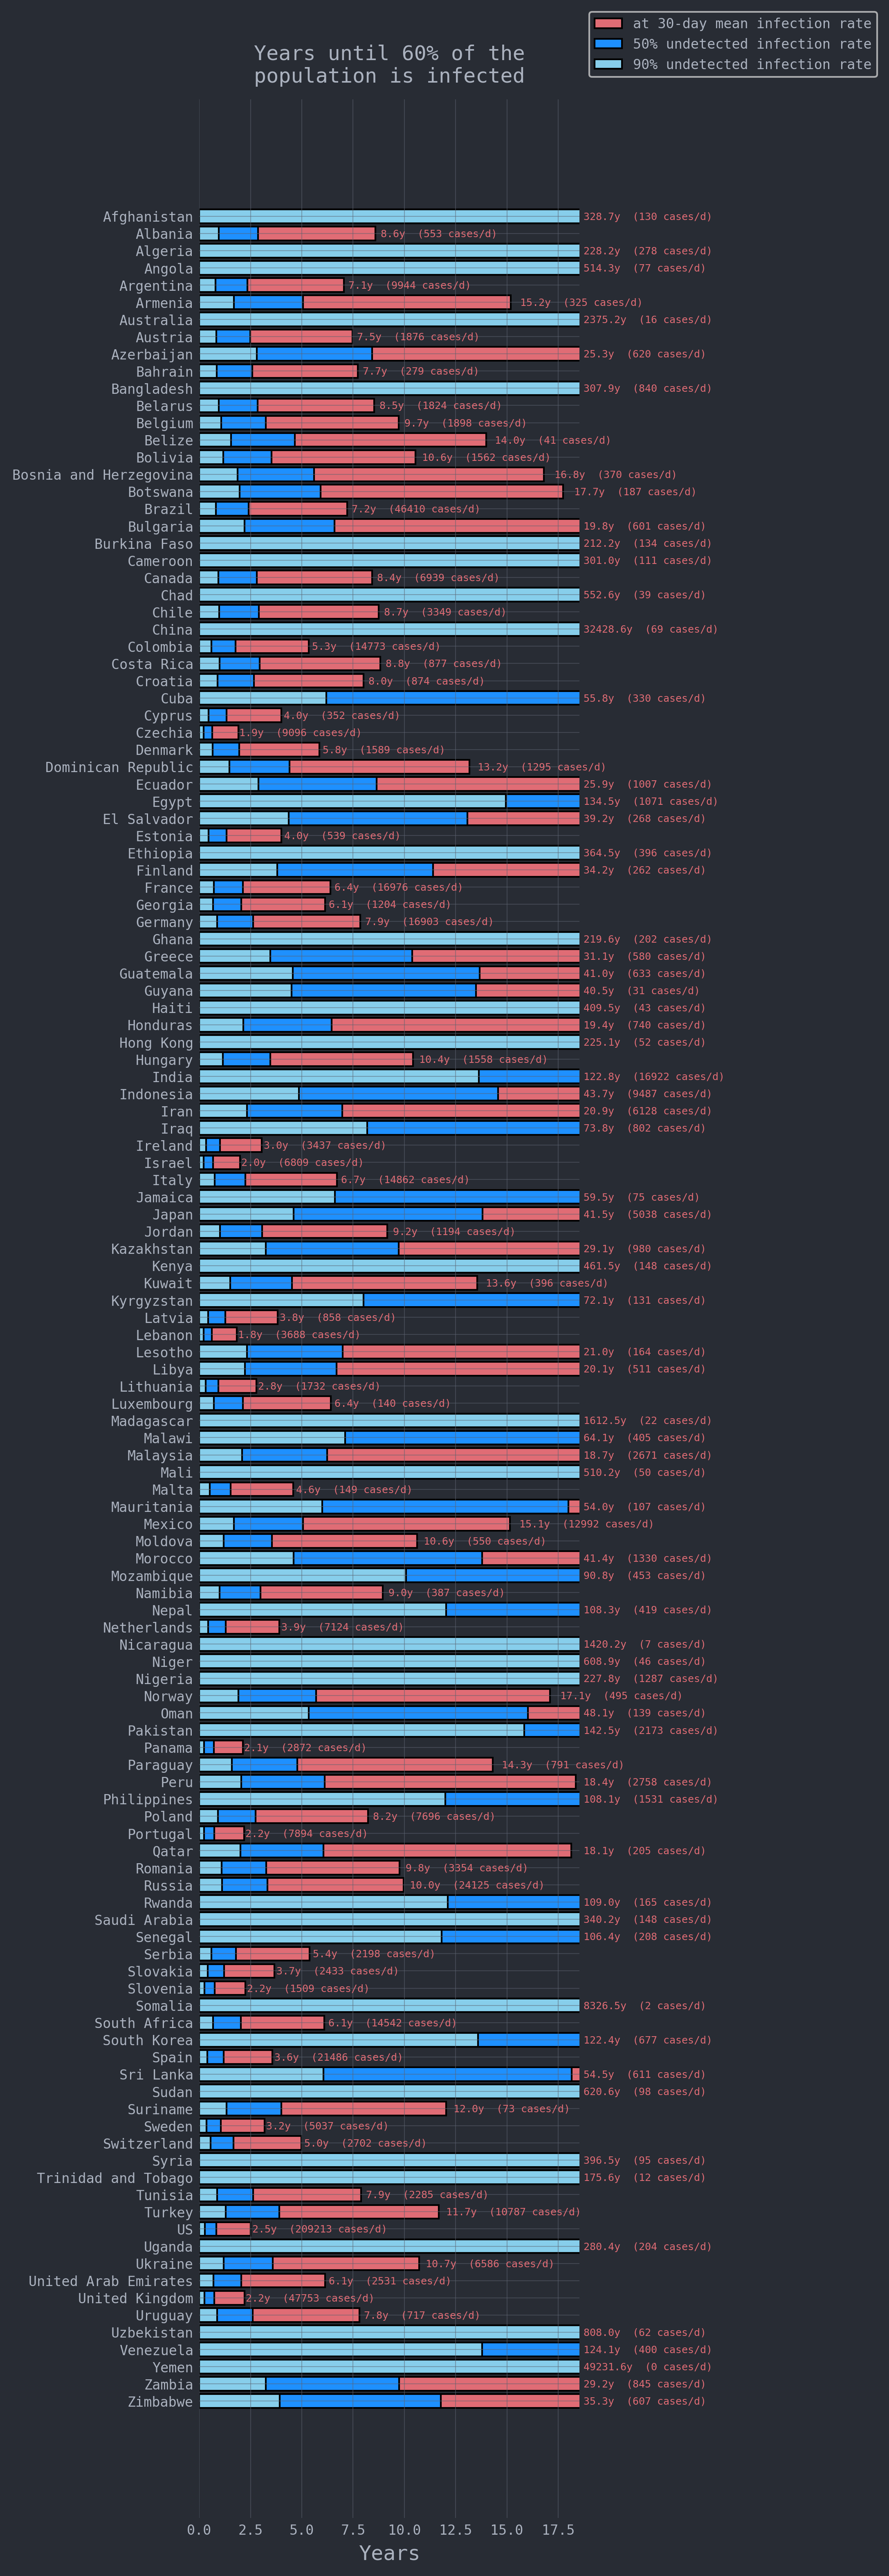 at 30-day mean infection rate
50% undetected infection rate
90% undetected infection rate
Years until 60% of the
population is infected
Afghanistan 328.7y (130 cases/d)
Albania 8.6y (553 cases/d)
Algeria 228.2y (278 cases/d)
Angola 514.3y (77 cases/d)
Argentina 7.1y (9944 cases/d)
Armenia 15.2y (325 cases/d)
Australia 2375.2y (16 cases/d)
Austria 7.5y (1876 cases/d)
Azerbaijan 25.3y (620 cases/d)
Bahrain 7.7y (279 cases/d)
Bangladesh 307.9y (840 cases/d)
Belarus 8.5y (1824 cases/d)
Belgium 9.7y (1898 cases/d)
Belize 14.0y (41 cases/d)
Bolivia 10.6y (1562 cases/d)
Bosnia and Herzegovina 16.8y (370 cases/d)
Botswana 17.7y (187 cases/d)
Brazil 7.2y (46410 cases/d)
Bulgaria 19.8y (601 cases/d)
Burkina Faso 212.2y (134 cases/d)
Cameroon 301.0y (111 cases/d)
Canada 8.4y (6939 cases/d)
Chad 552.6y (39 cases/d)
Chile 8.7y (3349 cases/d)
China 32428.6y (69 cases/d)
Colombia 5.3y (14773 cases/d)
Costa Rica 8.8y (877 cases/d)
Croatia 8.0y (874 cases/d)
Cuba 55.8y (330 cases/d)
Cyprus 4.0y (352 cases/d)
Czechia 1.9y (9096 cases/d)
Denmark 5.8y (1589 cases/d)
Dominican Republic 13.2y (1295 cases/d)
Ecuador 25.9y (1007 cases/d)
Egypt 134.5y (1071 cases/d)
El Salvador 39.2y (268 cases/d)
Estonia 4.0y (539 cases/d)
Ethiopia 364.5y (396 cases/d)
Finland 34.2y (262 cases/d)
France 6.4y (16976 cases/d)
Georgia 6.1y (1204 cases/d)
Germany 7.9y (16903 cases/d)
Ghana 219.6y (202 cases/d)
Greece 31.1y (580 cases/d)
Guatemala 41.0y (633 cases/d)
Guyana 40.5y (31 cases/d)
Haiti 409.5y (43 cases/d)
Honduras 19.4y (740 cases/d)
Hong Kong 225.1y (52 cases/d)
Hungary 10.4y (1558 cases/d)
India 122.8y (16922 cases/d)
Indonesia 43.7y (9487 cases/d)
Iran 20.9y (6128 cases/d)
Iraq 73.8y (802 cases/d)
Ireland 3.0y (3437 cases/d)
Israel 2.0y (6809 cases/d)
Italy 6.7y (14862 cases/d)
Jamaica 59.5y (75 cases/d)
Japan 41.5y (5038 cases/d)
Jordan 9.2y (1194 cases/d)
Kazakhstan 29.1y (980 cases/d)
Kenya 461.5y (148 cases/d)
Kuwait 13.6y (396 cases/d)
Kyrgyzstan 72.1y (131 cases/d)
Latvia 3.8y (858 cases/d)
Lebanon 1.8y (3688 cases/d)
Lesotho 21.0y (164 cases/d)
Libya 20.1y (511 cases/d)
Lithuania 2.8y (1732 cases/d)
Luxembourg 6.4y (140 cases/d)
Madagascar 1612.5y (22 cases/d)
Malawi 64.1y (405 cases/d)
Malaysia 18.7y (2671 cases/d)
Mali 510.2y (50 cases/d)
Malta 4.6y (149 cases/d)
Mauritania 54.0y (107 cases/d)
Mexico 15.1y (12992 cases/d)
Moldova 10.6y (550 cases/d)
Morocco 41.4y (1330 cases/d)
Mozambique 90.8y (453 cases/d)
Namibia 9.0y (387 cases/d)
Nepal 108.3y (419 cases/d)
Netherlands 3.9y (7124 cases/d)
Nicaragua 1420.2y (7 cases/d)
Niger 608.9y (46 cases/d)
Nigeria 227.8y (1287 cases/d)
Norway 17.1y (495 cases/d)
Oman 48.1y (139 cases/d)
Pakistan 142.5y (2173 cases/d)
Panama 2.1y (2872 cases/d)
Paraguay 14.3y (791 cases/d)
Peru 18.4y (2758 cases/d)
Philippines 108.1y (1531 cases/d)
Poland 8.2y (7696 cases/d)
Portugal 2.2y (7894 cases/d)
Qatar 18.1y (205 cases/d)
Romania 9.8y (3354 cases/d)
Russia 10.0y (24125 cases/d)
Rwanda 109.0y (165 cases/d)
Saudi Arabia 340.2y (148 cases/d)
Senegal 106.4y (208 cases/d)
Serbia 5.4y (2198 cases/d)
Slovakia 3.7y (2433 cases/d)
Slovenia 2.2y (1509 cases/d)
Somalia 8326.5y (2 cases/d)
South Africa 6.1y (14542 cases/d)
South Korea 122.4y (677 cases/d)
Spain 3.6y (21486 cases/d)
Sri Lanka 54.5y (611 cases/d)
Sudan 620.6y (98 cases/d)
Suriname 12.0y (73 cases/d)
Sweden 3.2y (5037 cases/d)
Switzerland 5.0y (2702 cases/d)
Syria 396.5y (95 cases/d)
Trinidad and Tobago 175.6y (12 cases/d)
Tunisia 7.9y (2285 cases/d)
Turkey 11.7y (10787 cases/d)
US 2.5y (209213 cases/d)
Uganda 280.4y (204 cases/d)
Ukraine 10.7y (6586 cases/d)
United Arab Emirates 6.1y (2531 cases/d)
United Kingdom 2.2y (47753 cases/d)
Uruguay 7.8y (717 cases/d)
Uzbekistan 808.0y (62 cases/d)
Venezuela 124.1y (400 cases/d)
Yemen 49231.6y (0 cases/d)
Zambia 29.2y (845 cases/d)
Zimbabwe 35.3y (607 cases/d)
0.0 2.5 5.0 7.5 10.0 12.5 15.0 17.5
Years